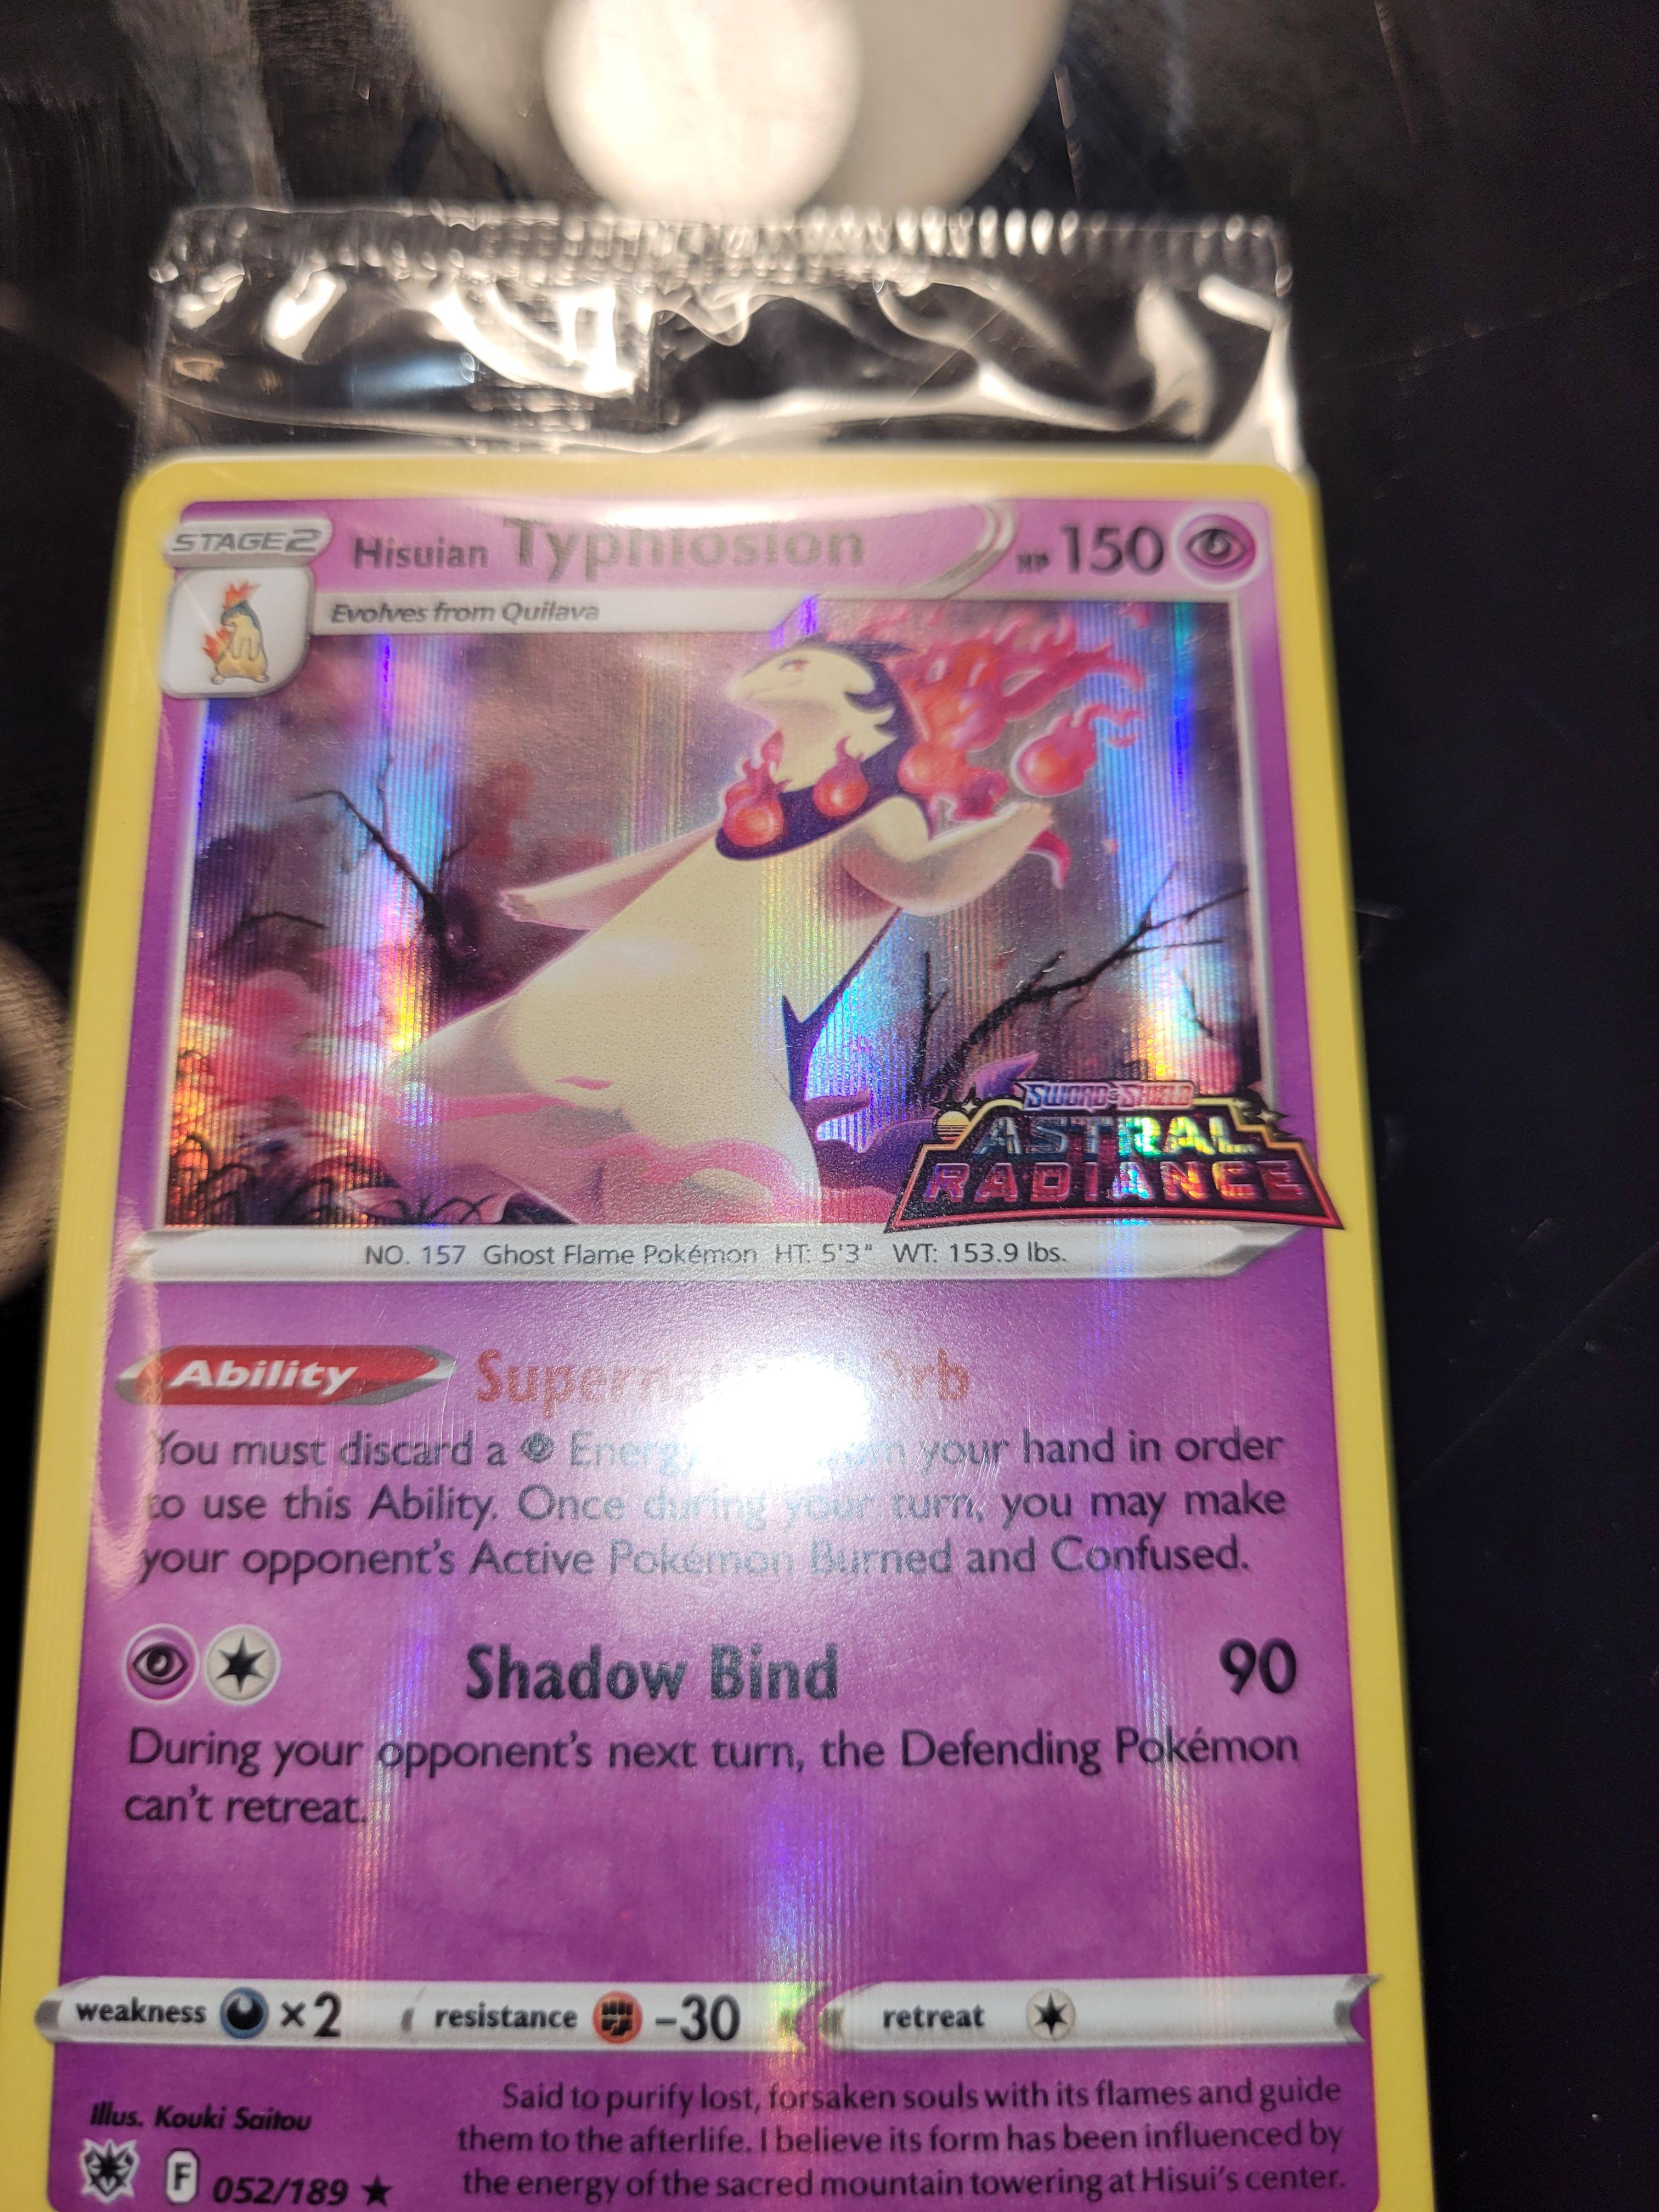 STAGE 2 Hisuian Typhlosion HP 150
Evolves from Quilava
SWORD & SHIELD
ASTRAL
RADIANCE
NO. 157 Ghost Flame Pokémon HT: 5'3" WT: 153.9 lbs.
Ability
You must discard a Energy your hand in order
to use this Ability. Once during your turn, you may make
your opponent's Active Pokémon Burned and Confused.
Shadow Bind 90
During your opponent's next turn, the Defending Pokémon
can't retreat.
weakness ×2 resistance -30 retreat
Illus. Kouki Saitou
Said to purify lost, forsaken souls with its flames and guide
them to the afterlife. I believe its form has been influenced by
the energy of the sacred mountain towering at Hisui's center.
F 052/189 ★